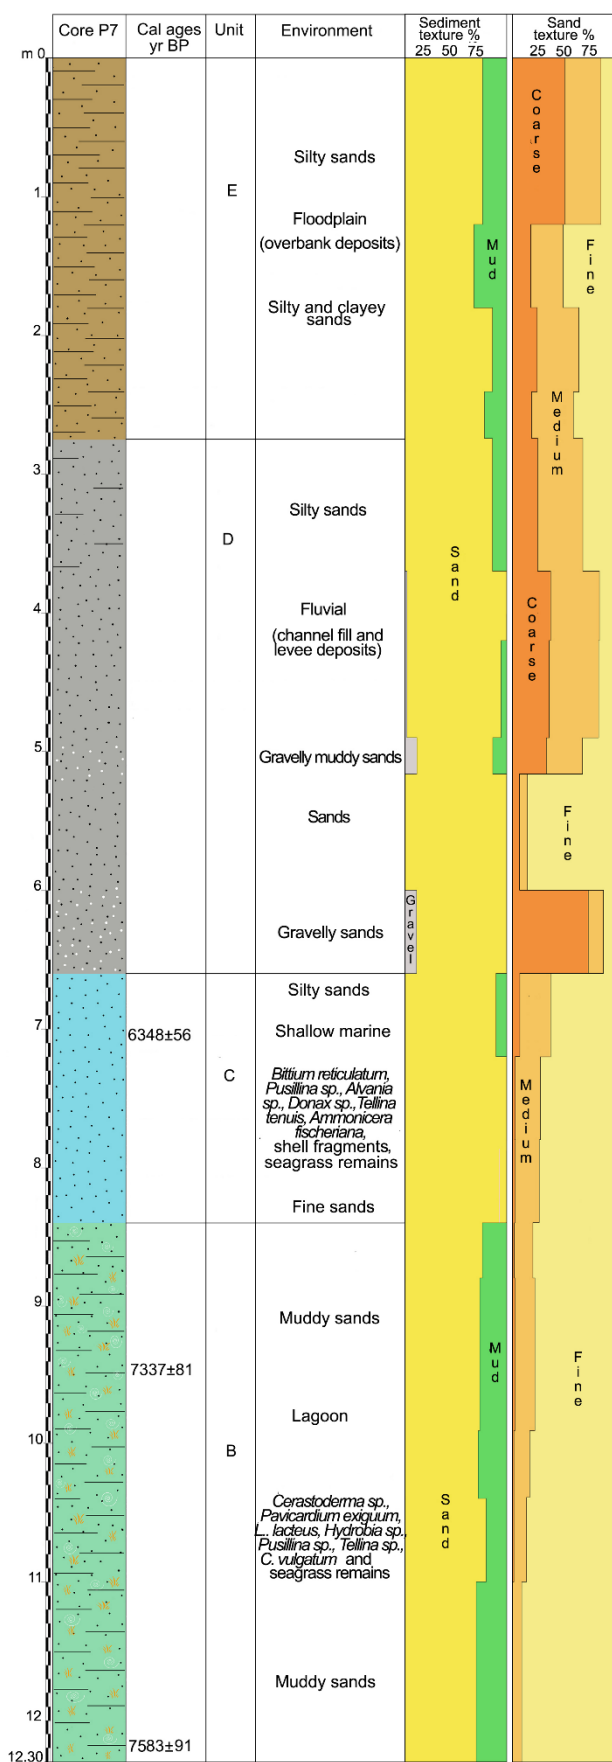 Core P7
Cal ages
yr BP
Unit
Environment
Sediment
texture %
25 50 75
Sand
texture %
25 50 75
m 0
Coarse
Silty sands
1
E
Floodplain
(overbank deposits)
Mud
Fine
Silty and clayey
sands
2
Medium
3
Silty sands
D
Sand
4
Fluvial
(channel fill and
levee deposits)
Coarse
5
Gravelly muddy sands
Sands
Fine
6
Gravel
Gravelly sands
Silty sands
7
6348±56
Shallow marine
C
Bittium reticulatum,
Pusillina sp., Alvania
sp., Donax sp., Tellina
tenuis, Ammonicera
fischeriana,
shell fragments,
seagrass remains
Medium
8
Fine sands
9
Muddy sands
7337±81
Mud
Fine
Lagoon
10
B
Cerastoderma sp.,
Pavicardium exiguum,
L. lacteus, Hydrobia sp.,
Pusillina sp., Tellina sp.,
C. vulgatum and
seagrass remains
Sand
11
Muddy sands
12
7583±91
12.30